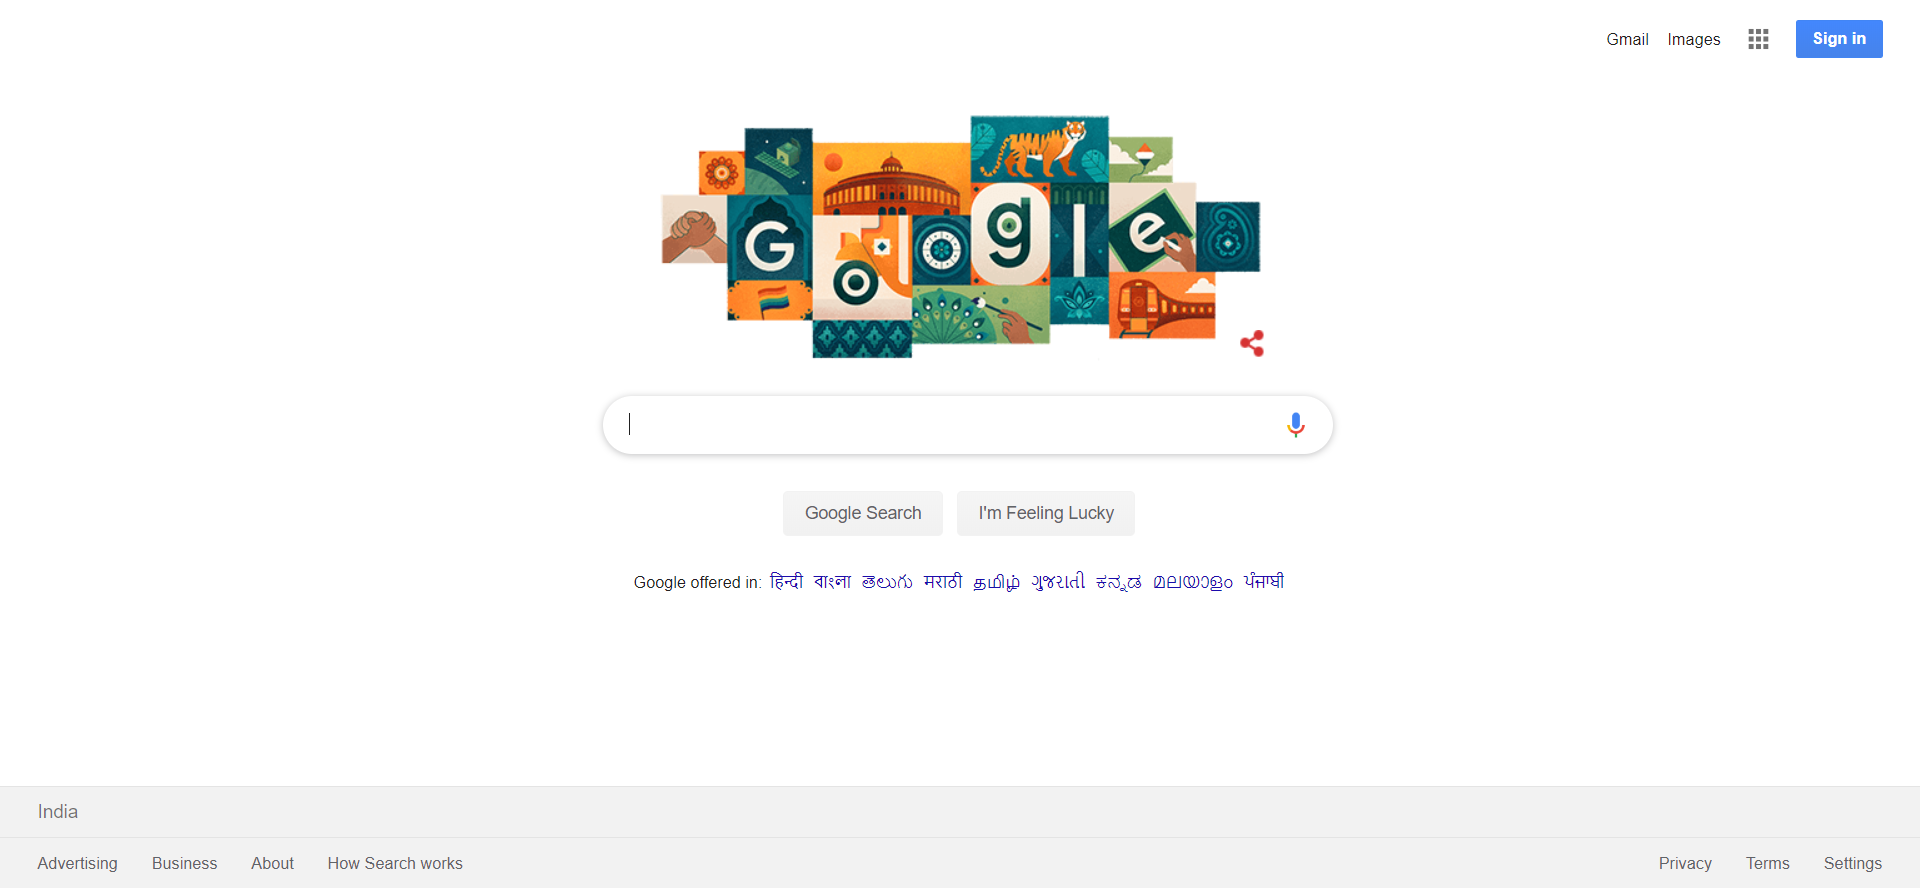 Gmail Images Sign in
Google
Google Search I'm Feeling Lucky
Google offered in: हिन्दी বাংলা తెలుగు मराठी தமிழ் ગુજરાતી ಕನ್ನಡ മലയാളം ਪੰਜਾਬੀ
India
Advertising Business About How Search works Privacy Terms Settings